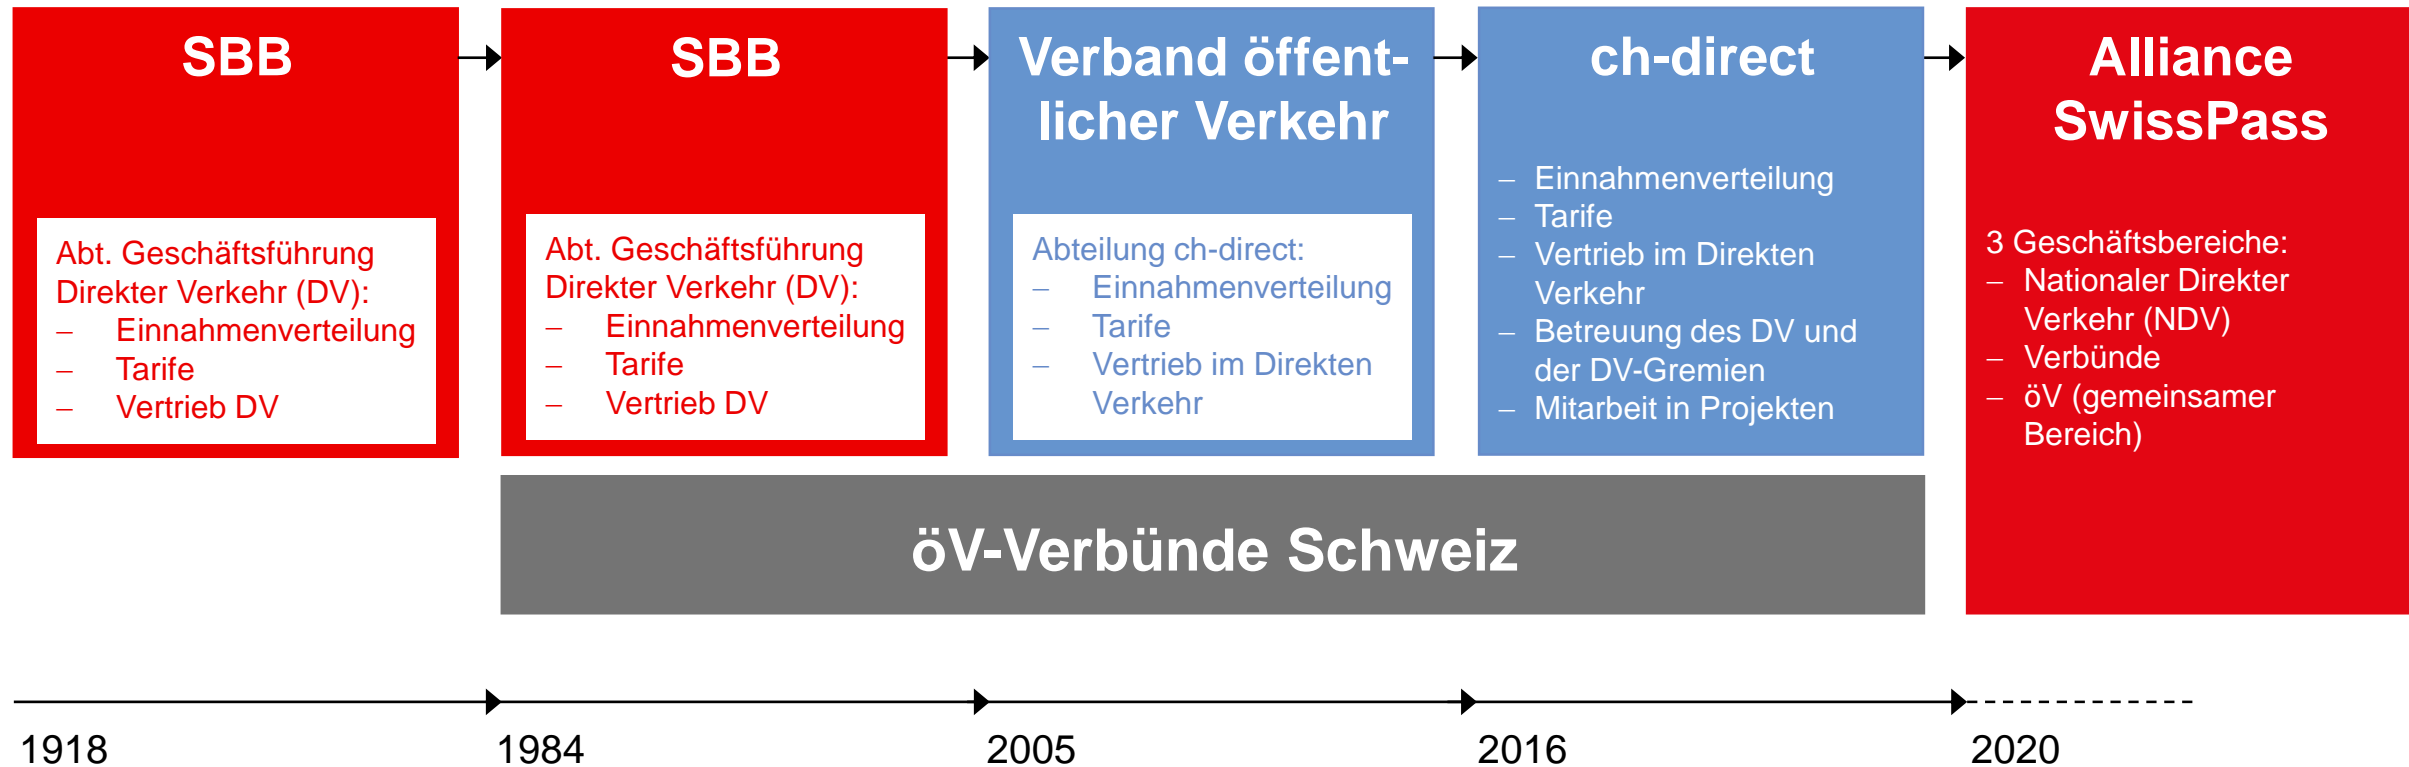 SBB
Abt. Geschäftsführung
Direkter Verkehr (DV):
– Einnahmenverteilung
– Tarife
– Vertrieb DV
SBB
Abt. Geschäftsführung
Direkter Verkehr (DV):
– Einnahmenverteilung
– Tarife
– Vertrieb DV
Verband öffent-
licher Verkehr
Abteilung ch-direct:
– Einnahmenverteilung
– Tarife
– Vertrieb im Direkten
Verkehr
ch-direct
– Einnahmenverteilung
– Tarife
– Vertrieb im Direkten
Verkehr
– Betreuung des DV und
der DV-Gremien
– Mitarbeit in Projekten
Alliance
SwissPass
3 Geschäftsbereiche:
– Nationaler Direkter
Verkehr (NDV)
– Verbünde
– öV (gemeinsamer
Bereich)
öV-Verbünde Schweiz
1918
1984
2005
2016
2020